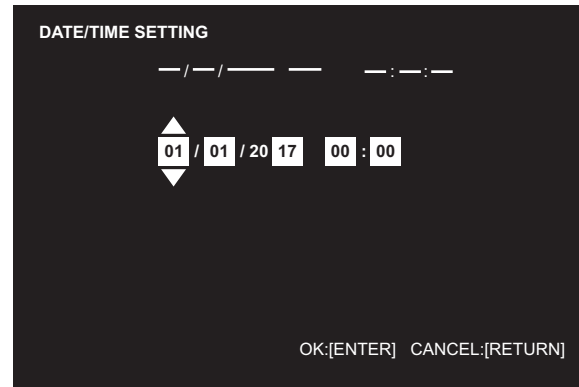 DATE/TIME SETTING
—/—/—— —— —:—:—
01 / 01 / 20 17 00 : 00
OK:[ENTER] CANCEL:[RETURN]